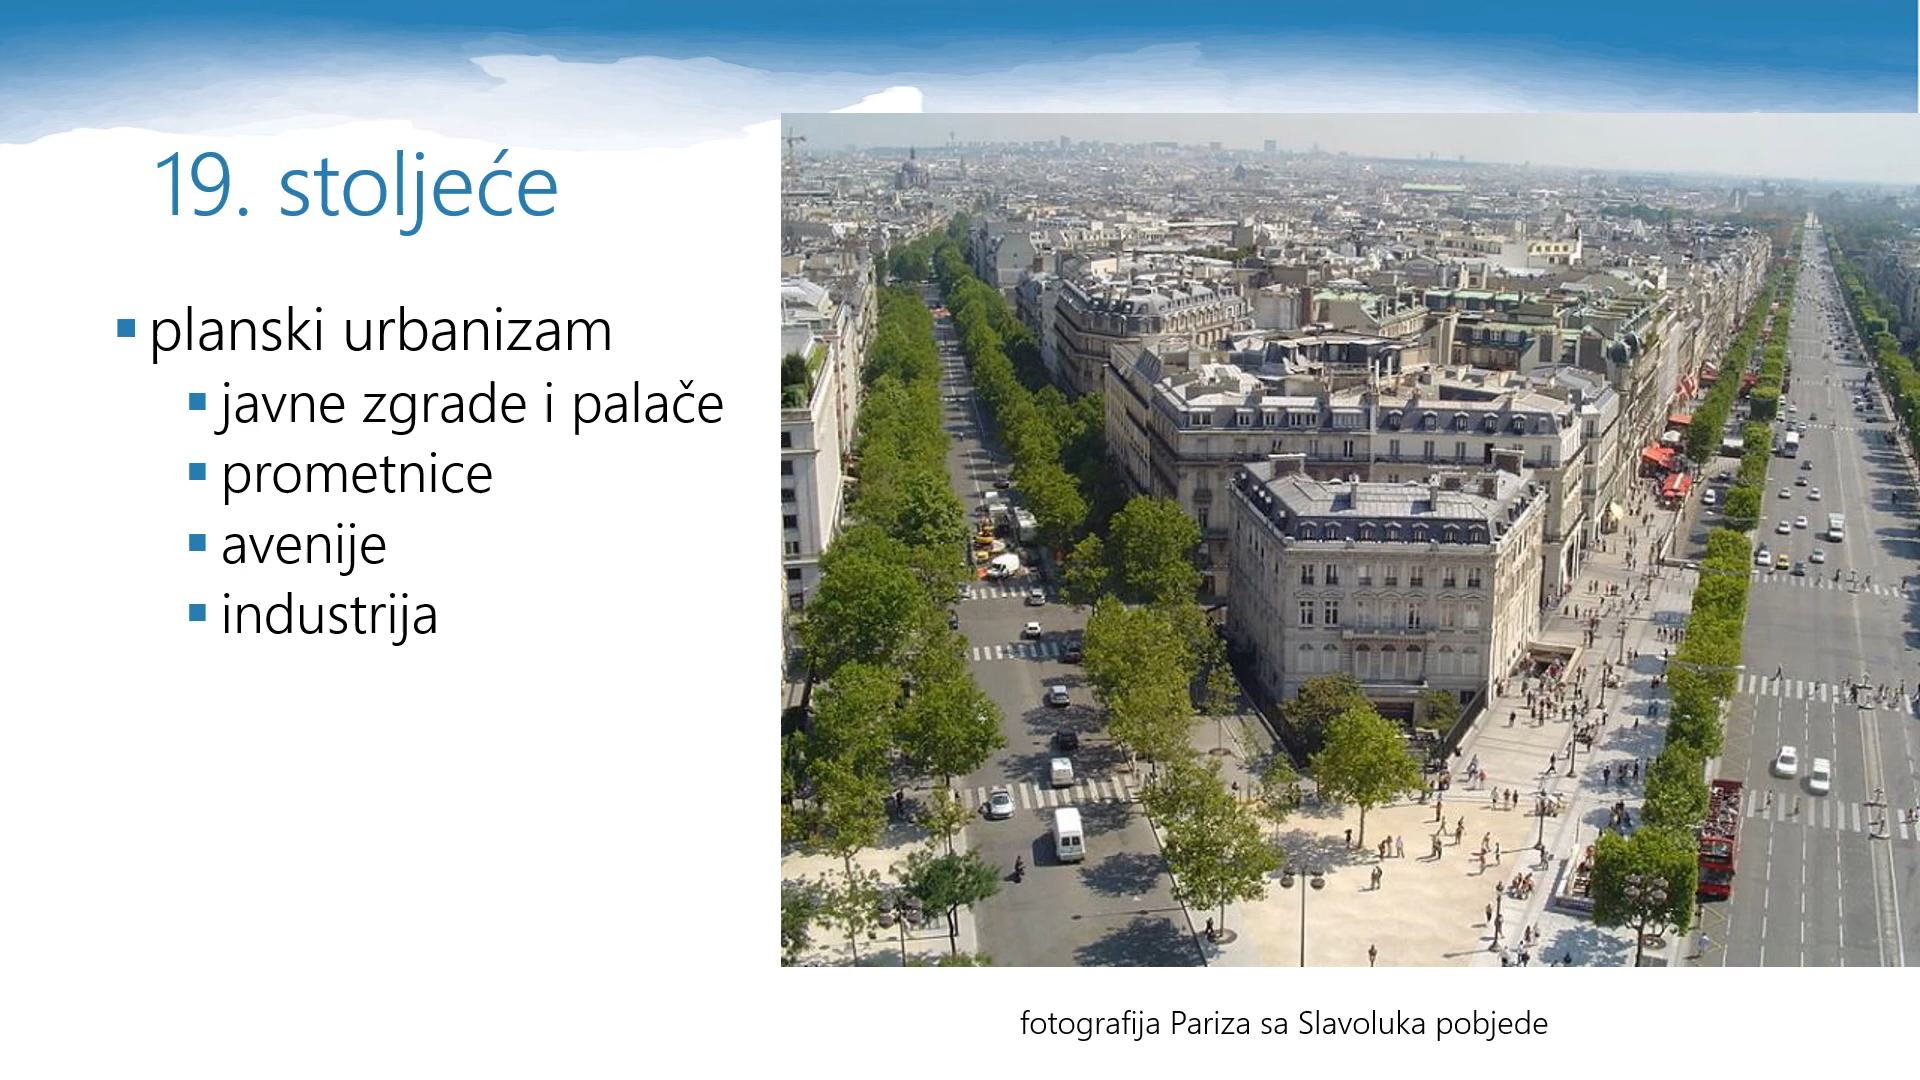 19. stoljeće
planski urbanizam
javne zgrade i palače
prometnice
avenije
industrija
fotografija Pariza sa Slavoluka pobjede